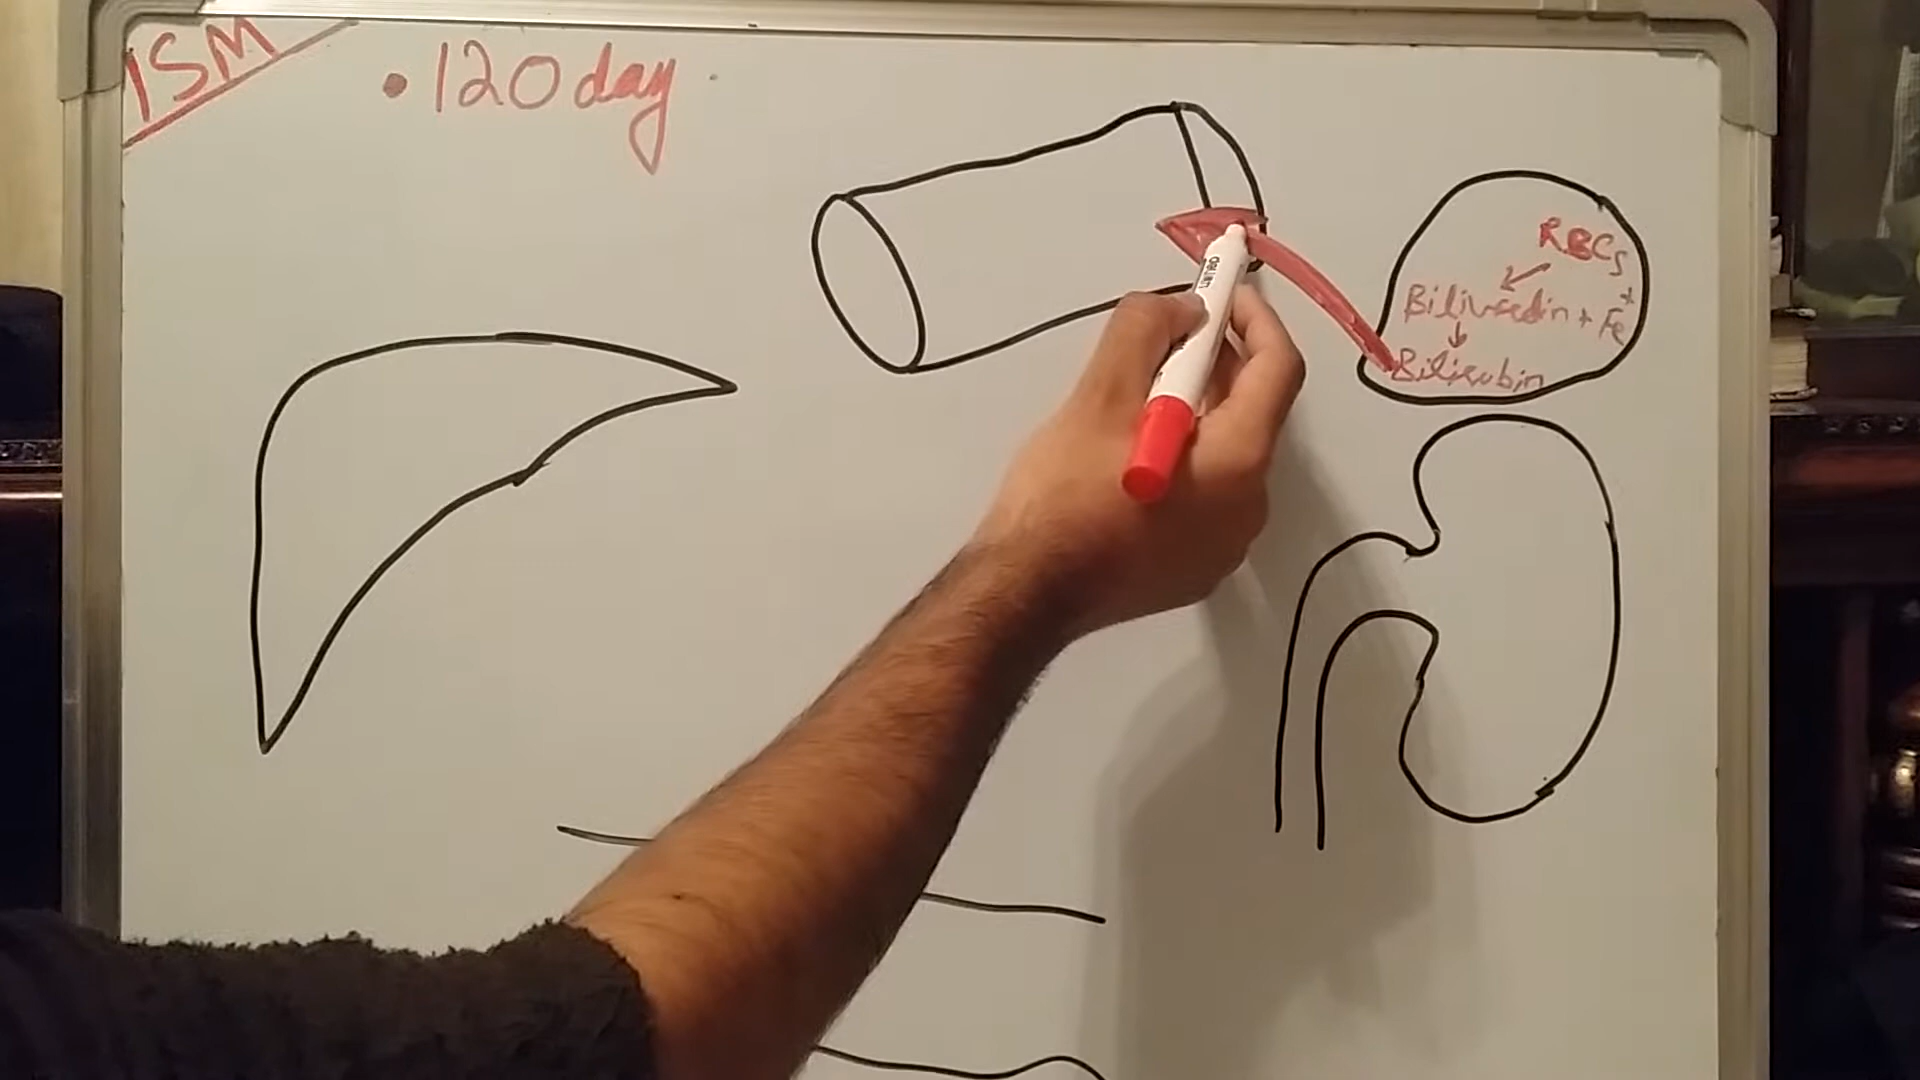 ISM
• 120 day
RBCs
Biliverdin + Fe+
Bilirubin